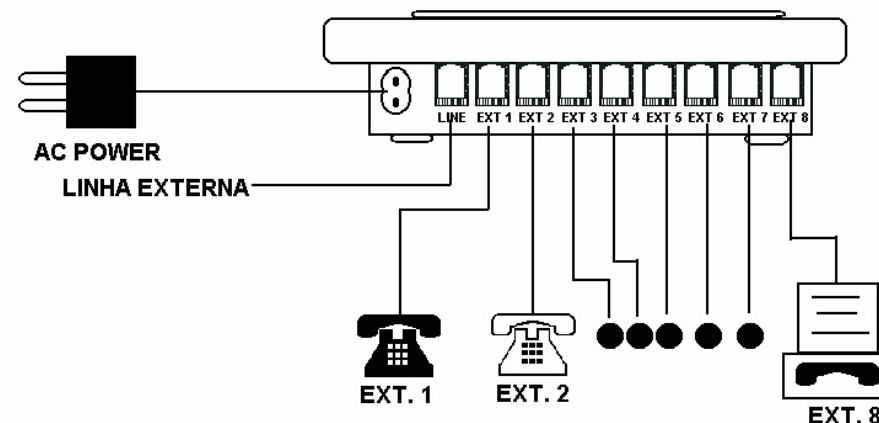 LINE EXT 1 EXT 2 EXT 3 EXT 4 EXT 5 EXT 6 EXT 7 EXT 8
AC POWER
LINHA EXTERNA
EXT. 1
EXT. 2
EXT. 8